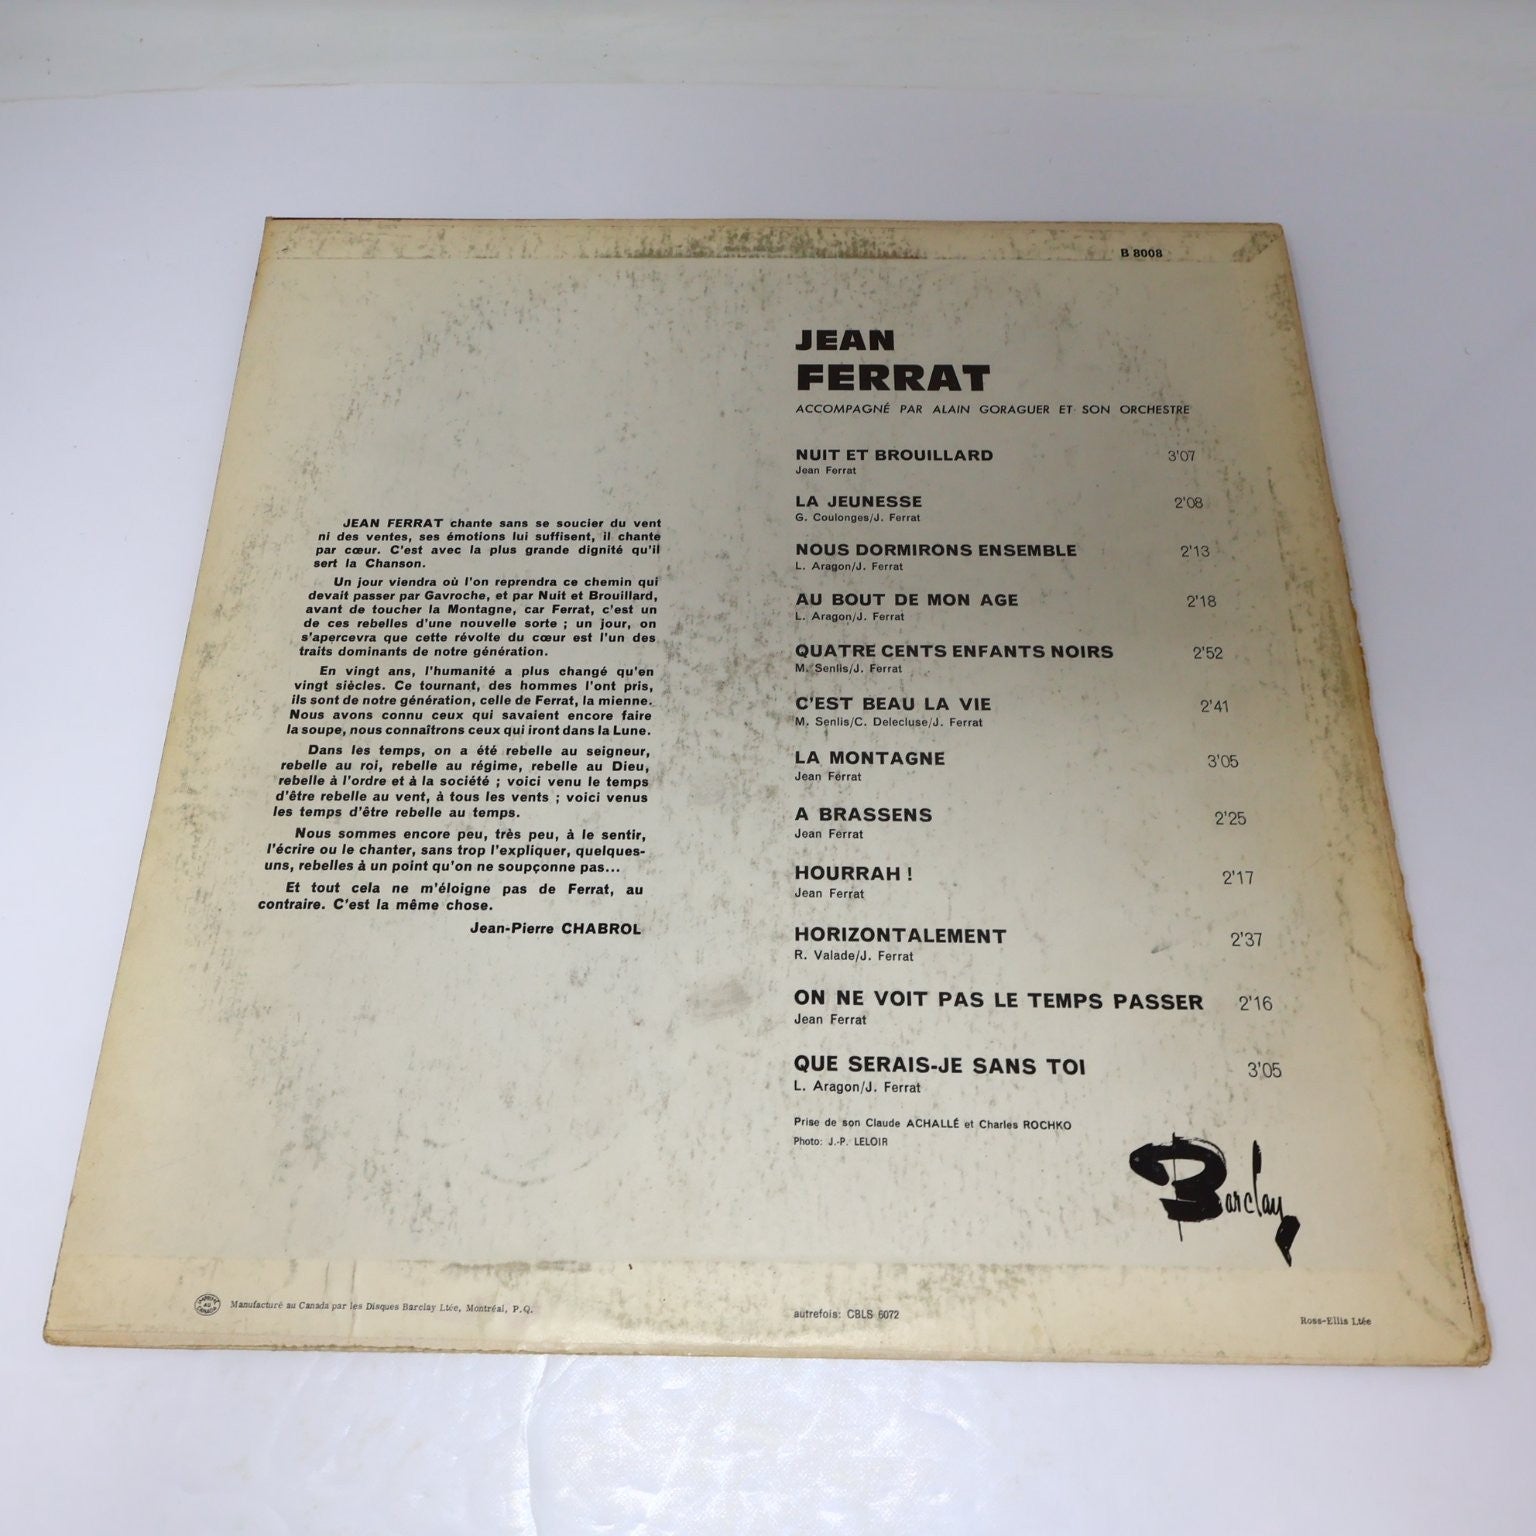 B 8008
JEAN
FERRAT
ACCOMPAGNÉ PAR ALAIN GORAGUER ET SON ORCHESTRE
NUIT ET BROUILLARD 3'07
Jean Ferrat
LA JEUNESSE 2'08
G. Coulonges/J. Ferrat
NOUS DORMIRONS ENSEMBLE 2'13
L. Aragon/J. Ferrat
AU BOUT DE MON AGE 2'18
L. Aragon/J. Ferrat
QUATRE CENTS ENFANTS NOIRS 2'52
M. Senlis/J. Ferrat
C'EST BEAU LA VIE 2'41
M. Senlis/C. Delecluse/J. Ferrat
LA MONTAGNE 3'05
Jean Ferrat
A BRASSENS 2'25
Jean Ferrat
HOURRAH ! 2'17
Jean Ferrat
HORIZONTALEMENT 2'37
R. Valade/J. Ferrat
ON NE VOIT PAS LE TEMPS PASSER 2'16
Jean Ferrat
QUE SERAIS-JE SANS TOI 3'05
L. Aragon/J. Ferrat
Prise de son Claude ACHALLÉ et Charles ROCHKO
Photo: J.-P. LELOIR
Barclay
JEAN FERRAT chante sans se soucier du vent
ni des ventes, ses émotions lui suffisent, il chante
par cœur. C'est avec la plus grande dignité qu'il
sert la Chanson.
Un jour viendra où l'on reprendra ce chemin qui
devait passer par Gavroche, et par Nuit et Brouillard,
avant de toucher la Montagne, car Ferrat, c'est un
de ces rebelles d'une nouvelle sorte ; un jour, on
s'apercevra que cette révolte du cœur est l'un des
traits dominants de notre génération.
En vingt ans, l'humanité a plus changé qu'en
vingt siècles. Ce tournant, des hommes l'ont pris,
ils sont de notre génération, celle de Ferrat, la mienne.
Nous avons connu ceux qui savaient encore faire
la soupe, nous connaîtrons ceux qui iront dans la Lune.
Dans les temps, on a été rebelle au seigneur,
rebelle au roi, rebelle au régime, rebelle au Dieu,
rebelle à l'ordre et à la société ; voici venu le temps
d'être rebelle au vent, à tous les vents ; voici venus
les temps d'être rebelle au temps.
Nous sommes encore peu, très peu, à le sentir,
l'écrire ou le chanter, sans trop l'expliquer, quelques-
uns, rebelles à un point qu'on ne soupçonne pas...
Et tout cela ne m'éloigne pas de Ferrat, au
contraire. C'est la même chose.
Jean-Pierre CHABROL
IMPRIMÉ AU CANADA
Manufacturé au Canada par les Disques Barclay Ltée, Montréal, P.Q.
autrefois: CBLS 6072
Ross-Ellis Ltée